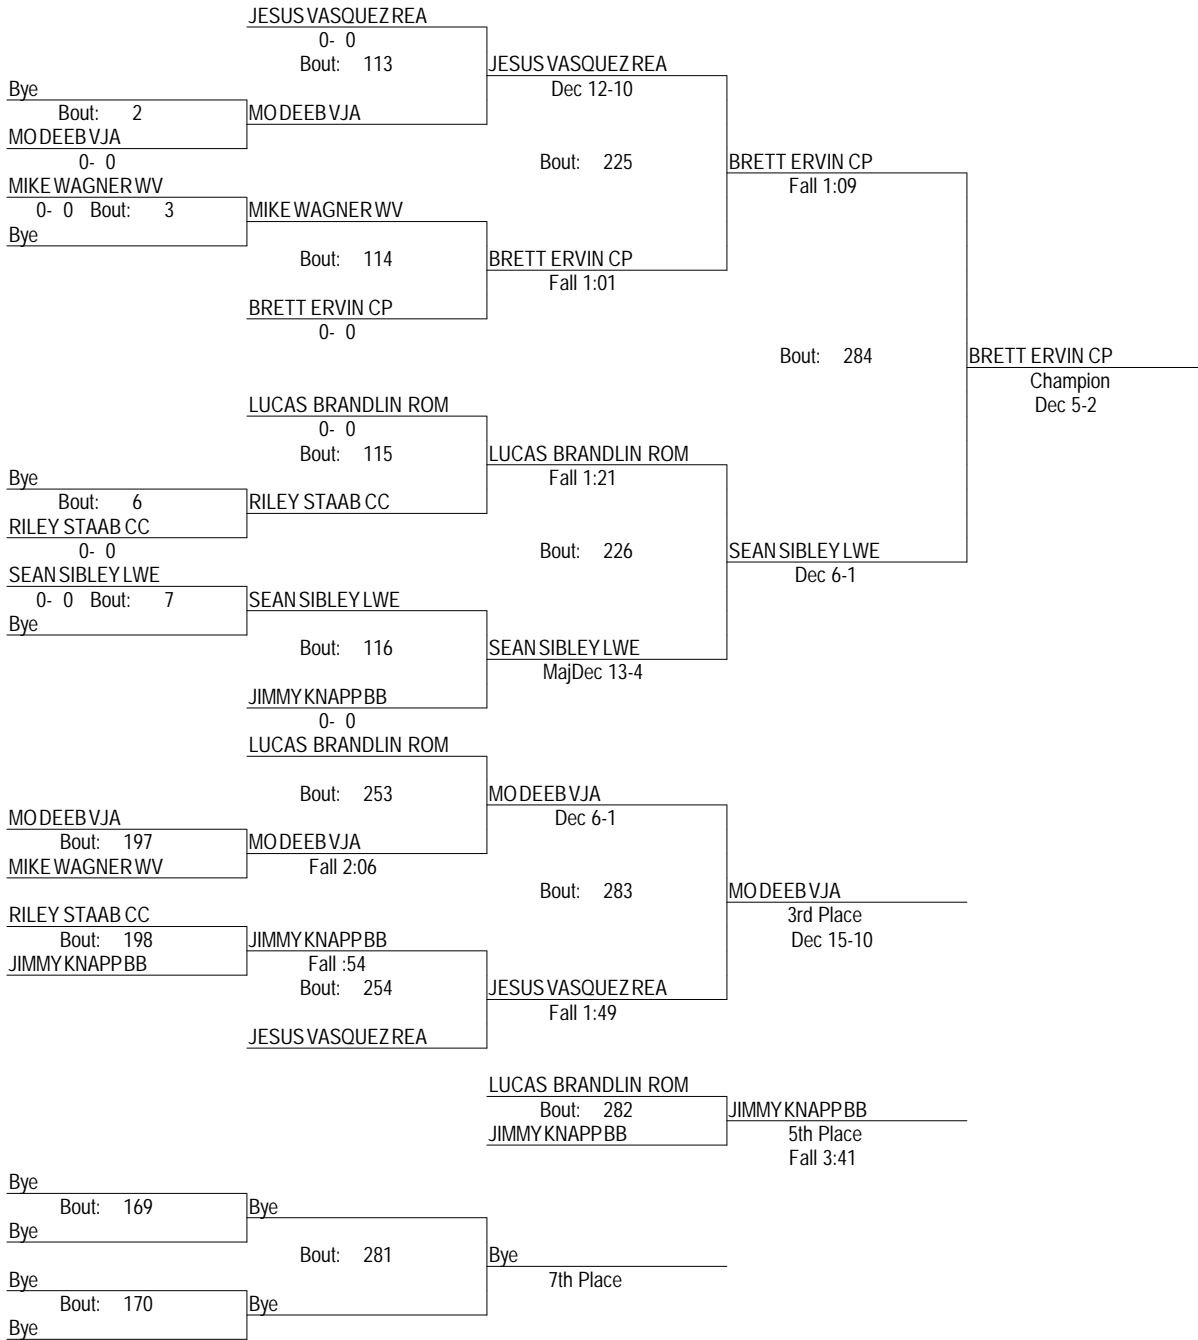 JESUS VASQUEZ REA
0- 0
Bout: 113
JESUS VASQUEZ REA
Dec 12-10
Bye
Bout: 2
MO DEEB VJA
MO DEEB VJA
0- 0
Bout: 225
BRETT ERVIN CP
Fall 1:09
MIKE WAGNER WV
0- 0 Bout: 3
MIKE WAGNER WV
Bye
Bout: 114
BRETT ERVIN CP
Fall 1:01
BRETT ERVIN CP
0- 0
Bout: 284
BRETT ERVIN CP
Champion
Dec 5-2
LUCAS BRANDLIN ROM
0- 0
Bout: 115
LUCAS BRANDLIN ROM
Fall 1:21
Bye
Bout: 6
RILEY STAAB CC
RILEY STAAB CC
0- 0
Bout: 226
SEAN SIBLEY LWE
Dec 6-1
SEAN SIBLEY LWE
0- 0 Bout: 7
SEAN SIBLEY LWE
Bye
Bout: 116
SEAN SIBLEY LWE
MajDec 13-4
JIMMY KNAPP BB
0- 0
LUCAS BRANDLIN ROM
Bout: 253
MO DEEB VJA
Dec 6-1
MO DEEB VJA
Bout: 197
MO DEEB VJA
MIKE WAGNER WV
Fall 2:06
Bout: 283
MO DEEB VJA
3rd Place
Dec 15-10
RILEY STAAB CC
Bout: 198
JIMMY KNAPP BB
JIMMY KNAPP BB
Fall :54
Bout: 254
JESUS VASQUEZ REA
Fall 1:49
JESUS VASQUEZ REA
LUCAS BRANDLIN ROM
Bout: 282
JIMMY KNAPP BB
JIMMY KNAPP BB
5th Place
Fall 3:41
Bye
Bout: 169
Bye
Bye
Bout: 281
Bye
7th Place
Bye
Bout: 170
Bye
Bye